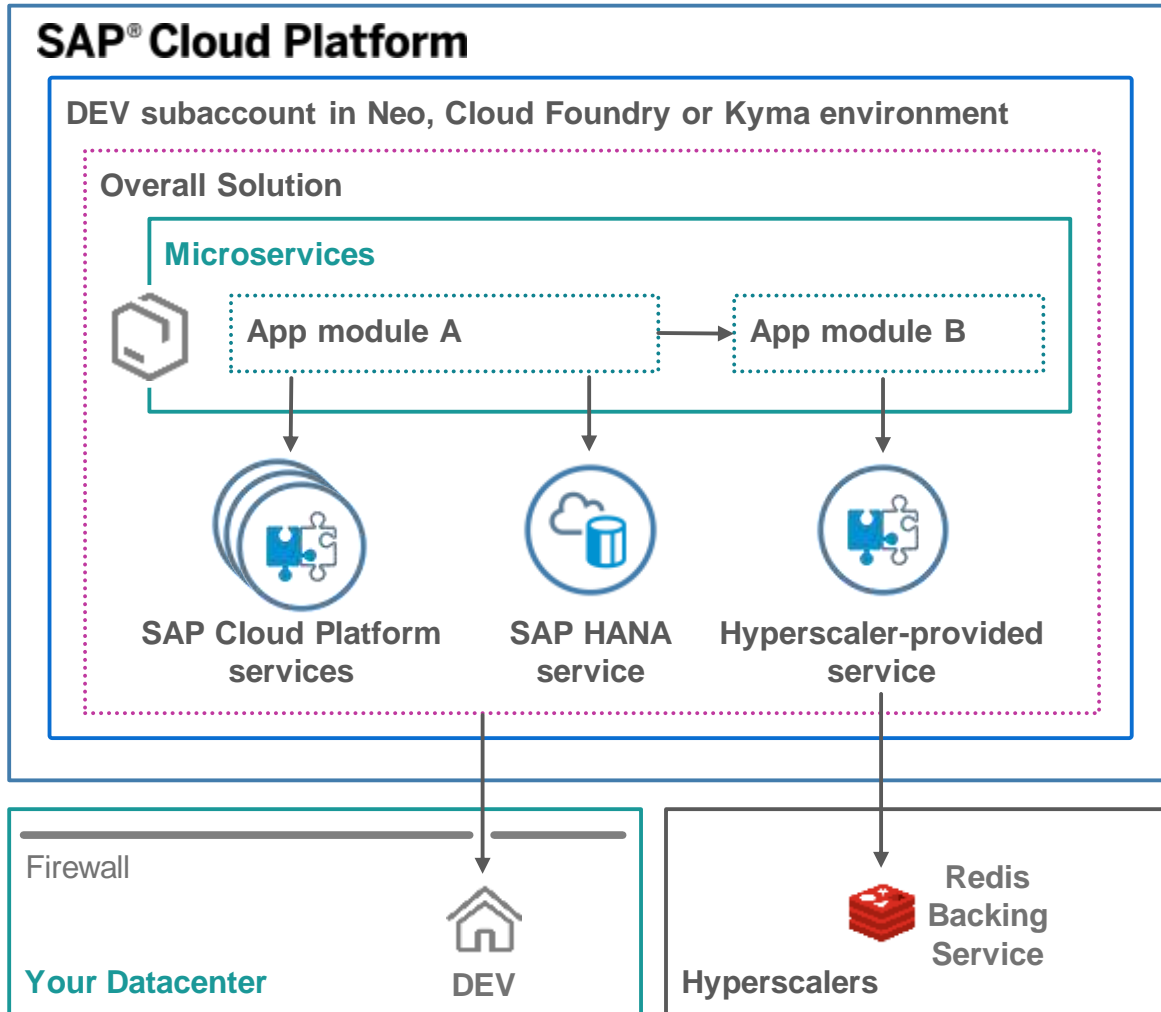 SAP® Cloud Platform
DEV subaccount in Neo, Cloud Foundry or Kyma environment
Overall Solution
Microservices
App module A
App module B
SAP Cloud Platform
services
SAP HANA
service
Hyperscaler-provided
service
Firewall
Your Datacenter
DEV
Redis
Backing
Service
Hyperscalers